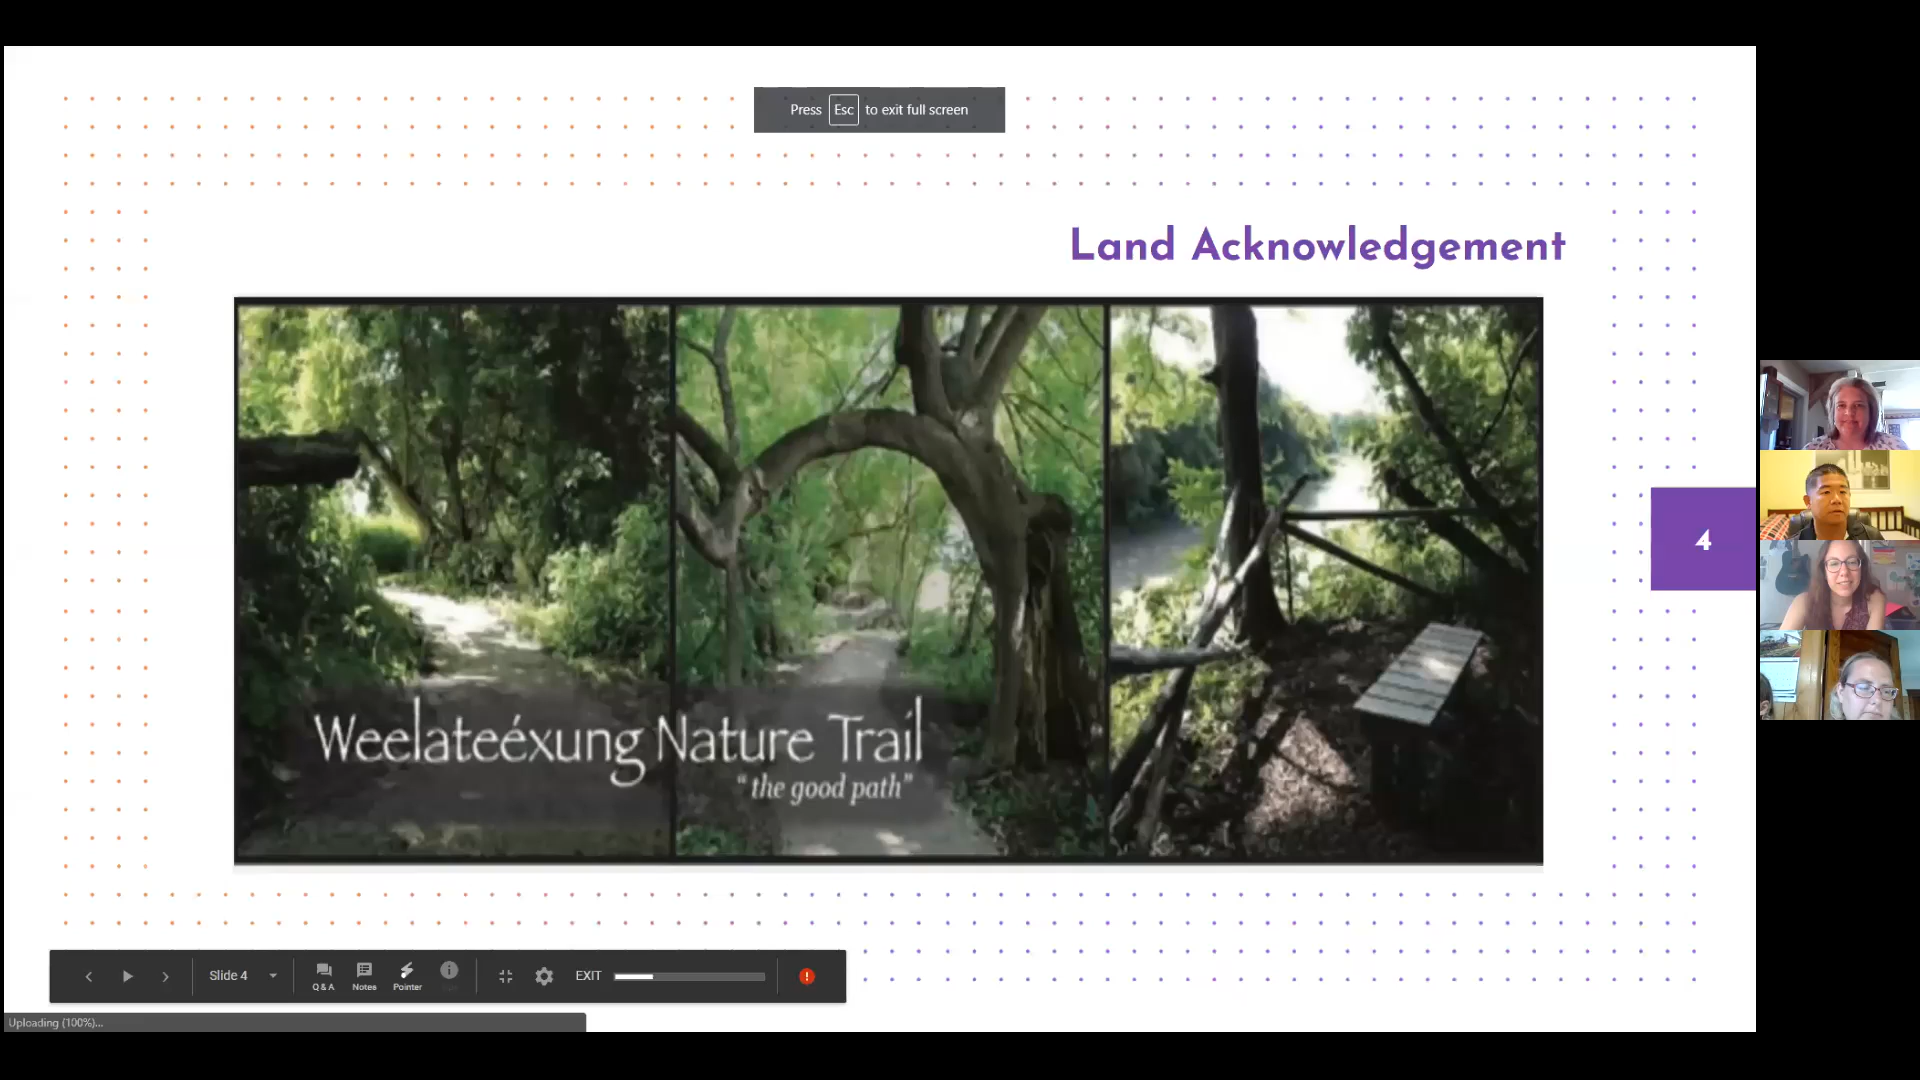 Press Esc to exit full screen
Land Acknowledgement
4
Weelateéxung Nature Trail
"the good path"
Slide 4
Q & A
Notes
Pointer
EXIT
Uploading (100%)...